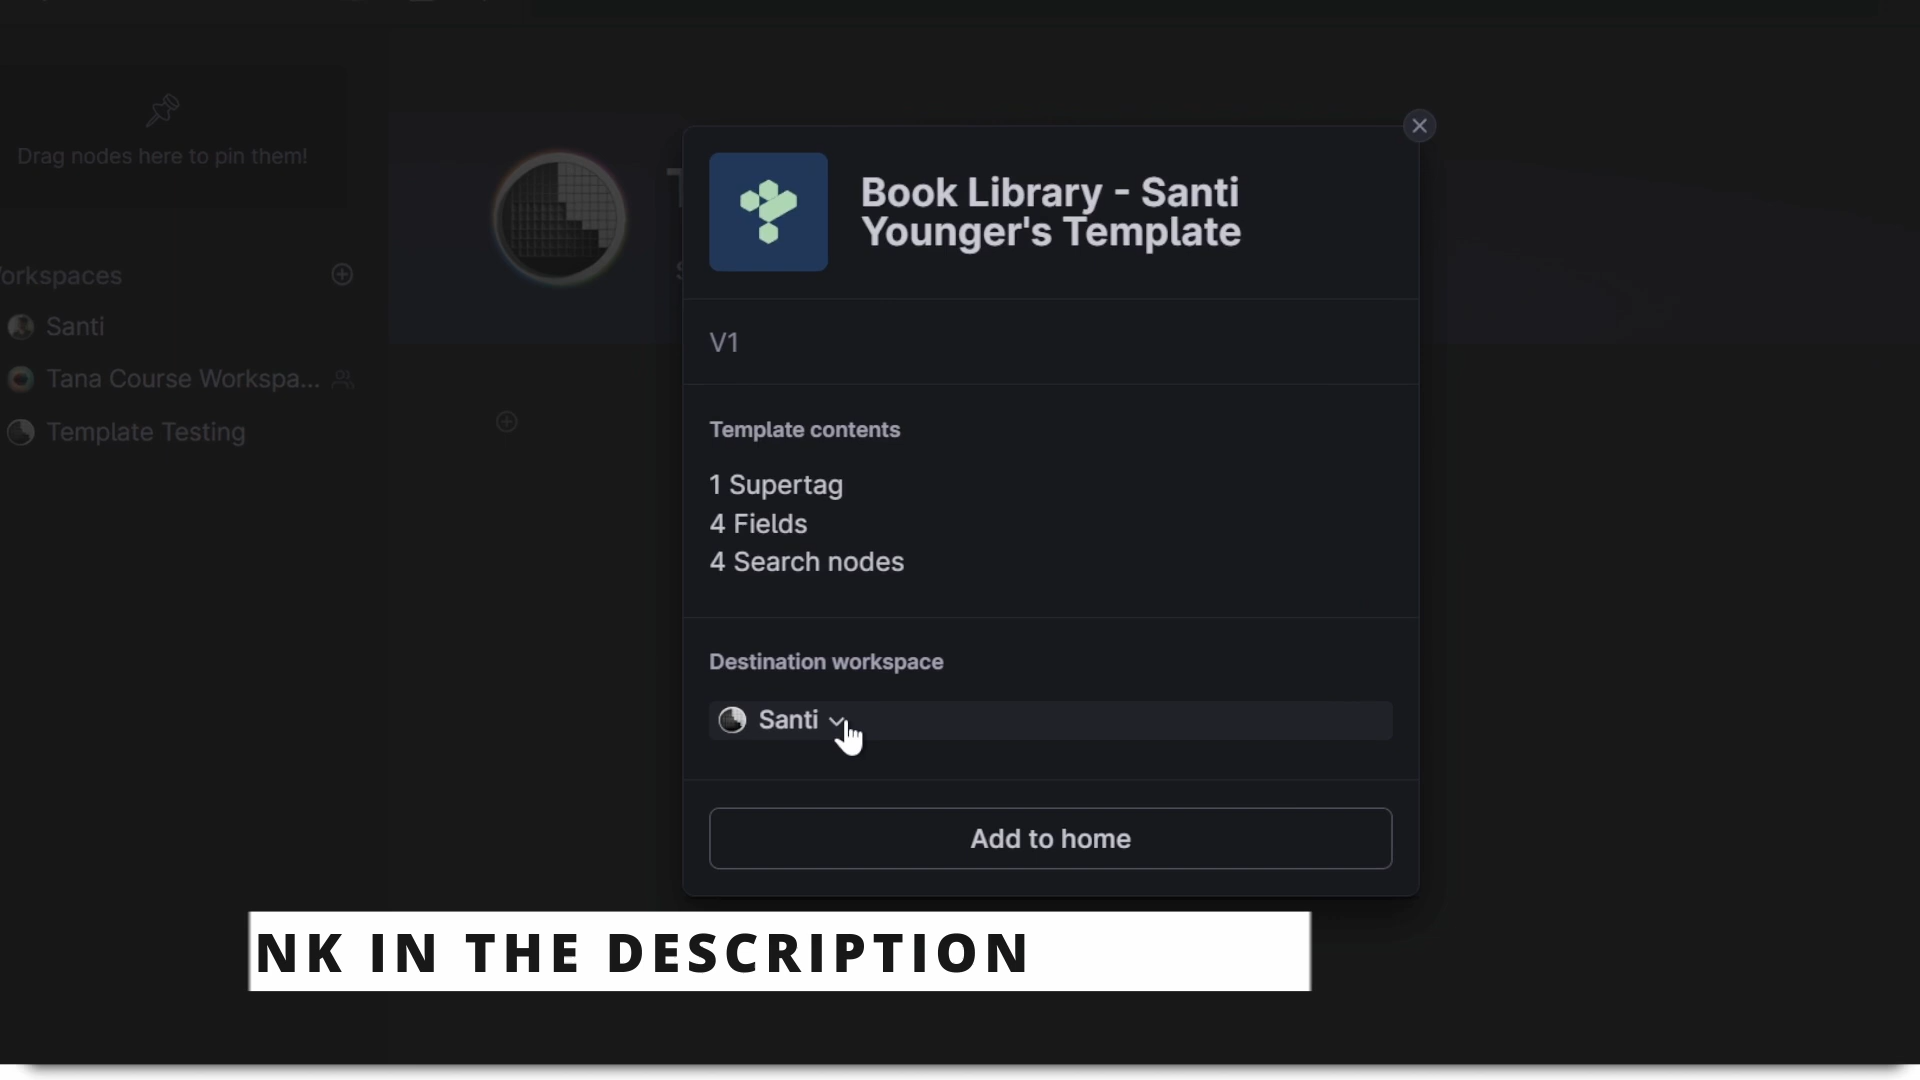 Drag nodes here to pin them!
orkspaces
Santi
Tana Course Workspa...
Template Testing
Book Library - Santi
Younger's Template
V1
Template contents
1 Supertag
4 Fields
4 Search nodes
Destination workspace
Santi
Add to home
NK IN THE DESCRIPTION